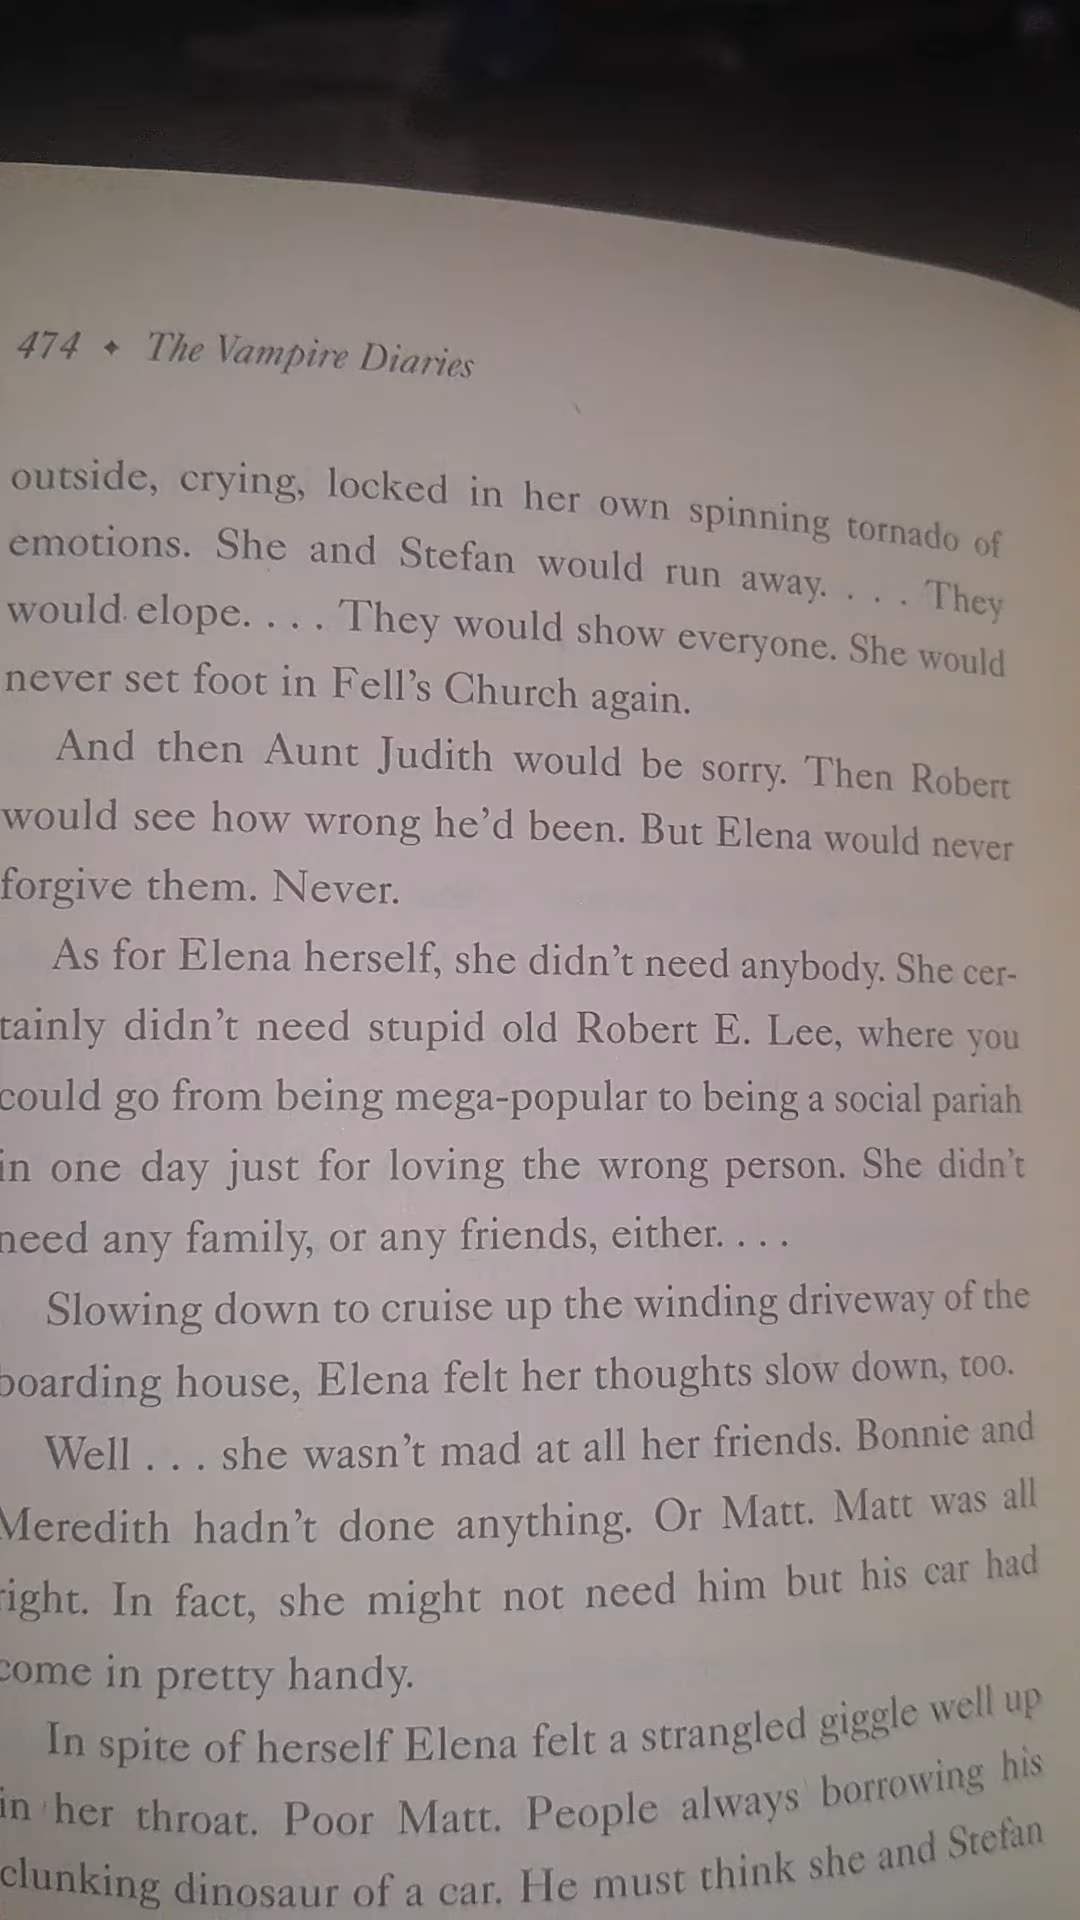 474 ✦ The Vampire Diaries
outside, crying, locked in her own spinning tornado of
emotions. She and Stefan would run away. . . . They
would elope. . . . They would show everyone. She would
never set foot in Fell's Church again.
And then Aunt Judith would be sorry. Then Robert
would see how wrong he'd been. But Elena would never
forgive them. Never.
As for Elena herself, she didn't need anybody. She cer-
tainly didn't need stupid old Robert E. Lee, where you
could go from being mega-popular to being a social pariah
in one day just for loving the wrong person. She didn't
need any family, or any friends, either. . . .
Slowing down to cruise up the winding driveway of the
boarding house, Elena felt her thoughts slow down, too.
Well . . . she wasn't mad at all her friends. Bonnie and
Meredith hadn't done anything. Or Matt. Matt was all
right. In fact, she might not need him but his car had
come in pretty handy.
In spite of herself Elena felt a strangled giggle well up
in her throat. Poor Matt. People always borrowing his
clunking dinosaur of a car. He must think she and Stefan